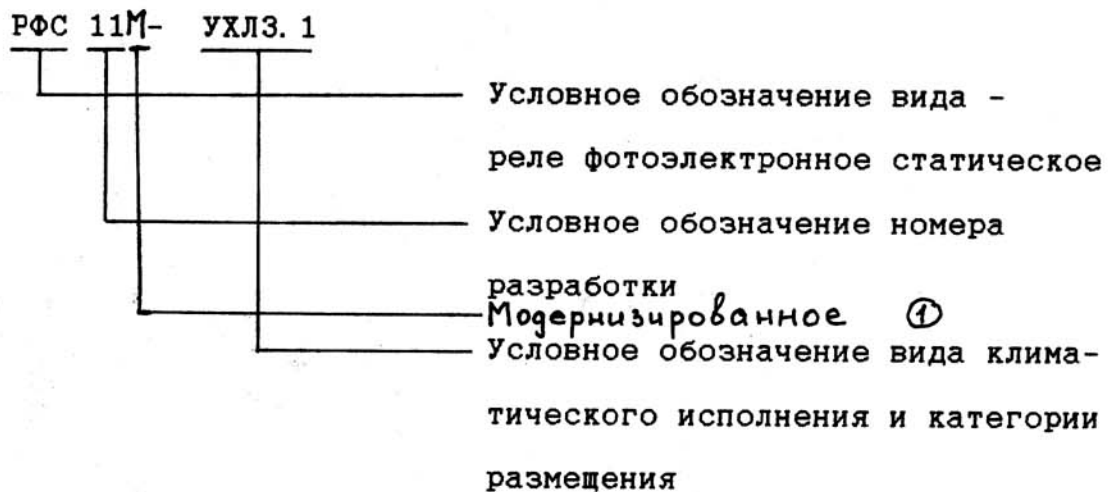 РФС 11М- УХЛ3.1
Условное обозначение вида -
реле фотоэлектронное статическое
Условное обозначение номера
разработки
Модернизированное ①
Условное обозначение вида клима-
тического исполнения и категории
размещения